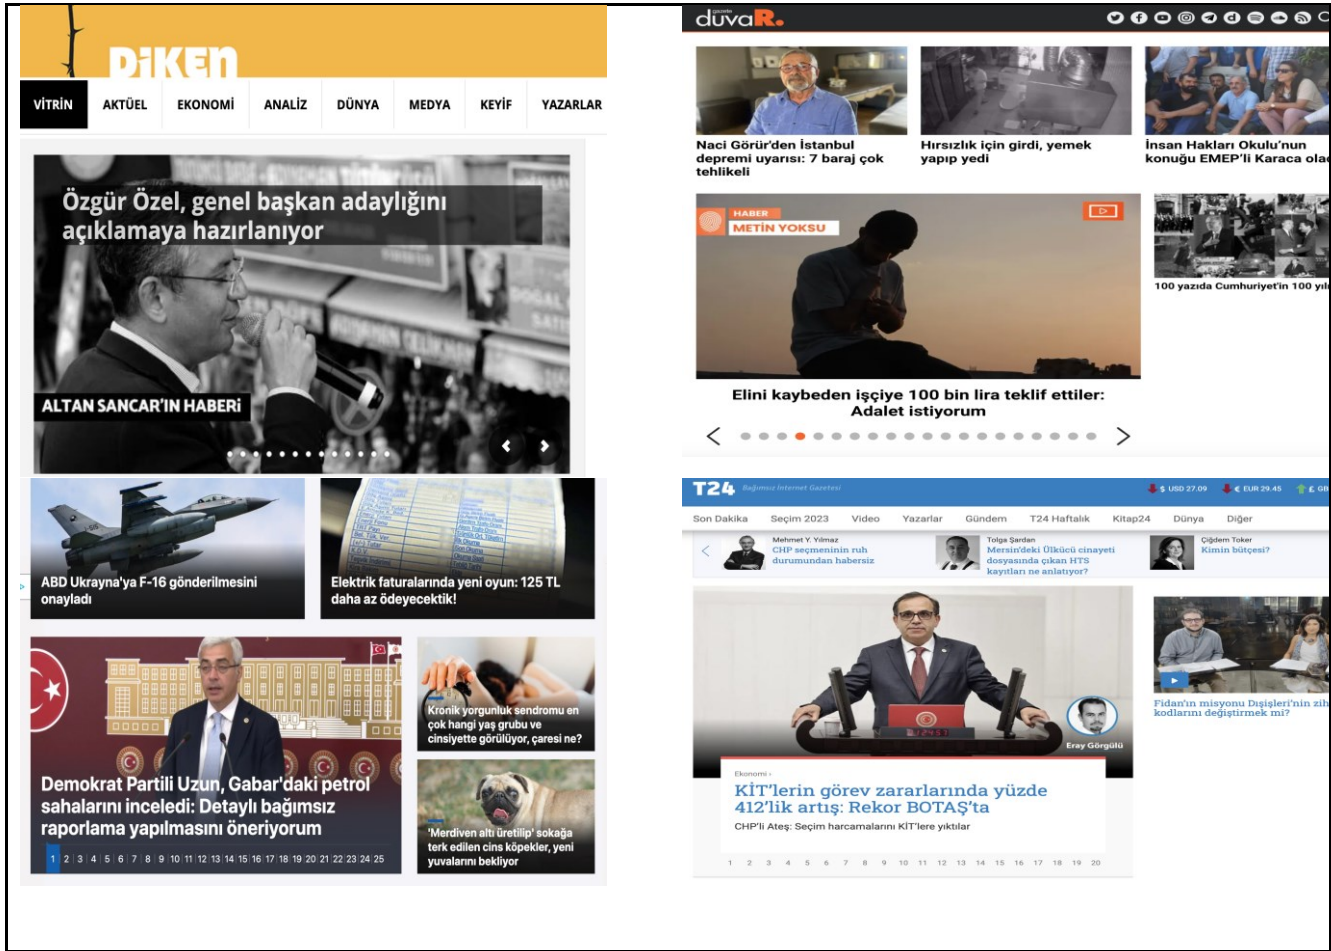 DiKEN
VİTRİN AKTÜEL EKONOMİ ANALİZ DÜNYA MEDYA KEYİF YAZARLAR
Özgür Özel, genel başkan adaylığını
açıklamaya hazırlanıyor
ALTAN SANCAR'IN HABERİ
ABD Ukrayna'ya F-16 gönderilmesini
onayladı
Elektrik faturalarında yeni oyun: 125 TL
daha az ödeyecektik!
Demokrat Partili Uzun, Gabar'daki petrol
sahalarını inceledi: Detaylı bağımsız
raporlama yapılmasını öneriyorum
1 2 3 4 5 6 7 8 9 10 11 12 13 14 15 16 17 18 19 20 21 22 23 24 25
Kronik yorgunluk sendromu en
çok hangi yaş grubu ve
cinsiyette görülüyor, çaresi ne?
'Merdiven altı üretilip' sokağa
terk edilen cins köpekler, yeni
yuvalarını bekliyor
gazete
duvaR.
Naci Görür'den İstanbul
depremi uyarısı: 7 baraj çok
tehlikeli
Hırsızlık için girdi, yemek
yapıp yedi
İnsan Hakları Okulu'nun
konuğu EMEP'li Karaca olac
HABER
METİN YOKSU
Elini kaybeden işçiye 100 bin lira teklif ettiler:
Adalet istiyorum
100 yazıda Cumhuriyet'in 100 yılı
T24 Bağımsız İnternet Gazetesi
$ USD 27.09 € EUR 29.45 £ GB
Son Dakika Seçim 2023 Video Yazarlar Gündem T24 Haftalık Kitap24 Dünya Diğer
Mehmet Y. Yılmaz
CHP seçmeninin ruh
durumundan habersiz
Tolga Şardan
Mersin'deki Ülkücü cinayeti
dosyasında çıkan HTS
kayıtları ne anlatıyor?
Çiğdem Toker
Kimin bütçesi?
Eray Görgülü
Ekonomi
KİT'lerin görev zararlarında yüzde
412'lik artış: Rekor BOTAŞ'ta
CHP'li Ateş: Seçim harcamalarını KİT'lere yıktılar
1 2 3 4 5 6 7 8 9 10 11 12 13 14 15 16 17 18 19 20
Fidan'ın misyonu Dışişleri'nin zih
kodlarını değiştirmek mi?